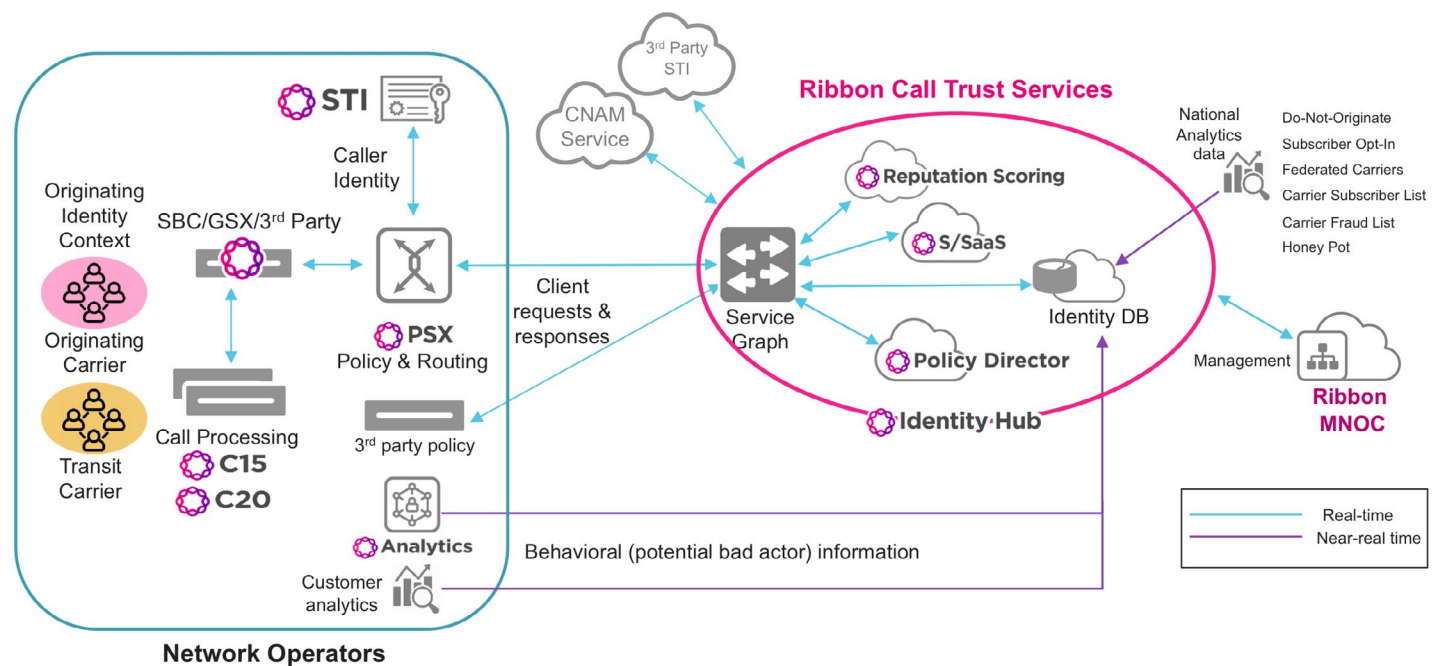 3rd Party
STI
CNAM
Service
Ribbon Call Trust Services
National
Analytics
data
Do-Not-Originate
Subscriber Opt-In
Federated Carriers
Carrier Subscriber List
Carrier Fraud List
Honey Pot
STI
Caller
Identity
Originating
Identity
Context
SBC/GSX/3rd Party
Originating
Carrier
Transit
Carrier
Call Processing
C15
C20
PSX
Policy & Routing
3rd party policy
Analytics
Customer
analytics
Network Operators
Client
requests &
responses
Behavioral (potential bad actor) information
Service
Graph
Reputation Scoring
S/SaaS
Identity DB
Policy Director
Identity Hub
Management
Ribbon
MNOC
Real-time
Near-real time